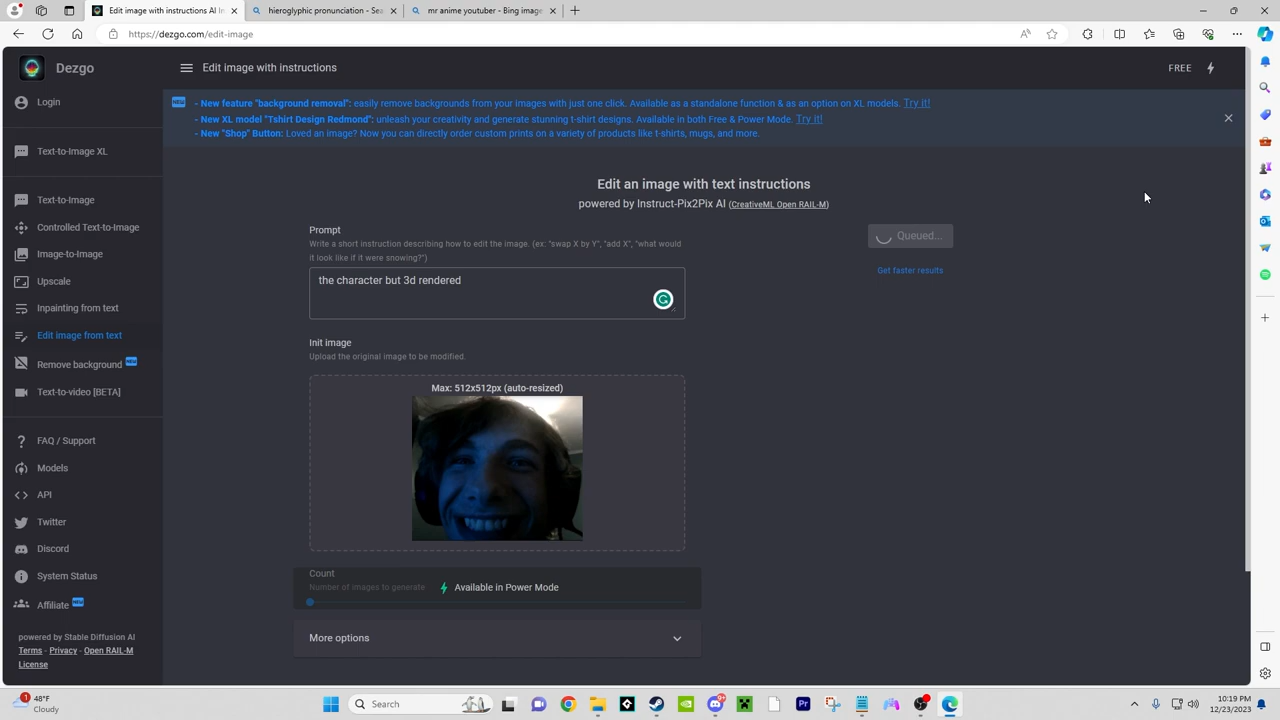 Edit images with instructions AI In
hieroglyphic pronunciation - Sea
mr anime youtuber - Bing image
https://dezgo.com/edit-image
Dezgo
Edit image with instructions
FREE
Login
NEW
- New feature "background removal": easily remove backgrounds from your images with just one click. Available as a standalone function & as an option on XL models. Try it!
- New XL model "Tshirt Design Redmond": unleash your creativity and generate stunning t-shirt designs. Available in both Free & Power Mode. Try it!
- New "Shop" Button: Loved an image? Now you can directly order custom prints on a variety of products like t-shirts, mugs, and more.
Text-to-Image XL
Text-to-Image
Controlled Text-to-Image
Image-to-Image
Upscale
Inpainting from text
Edit image from text
Remove background NEW
Text-to-video [BETA]
FAQ / Support
Models
API
Twitter
Discord
System Status
Affiliate NEW
powered by Stable Diffusion AI
Terms - Privacy - Open RAIL-M
License
Edit an image with text instructions
powered by Instruct-Pix2Pix AI (CreativeML Open RAIL-M)
Prompt
Write a short instruction describing how to edit the image. (ex: "swap X by Y", "add X", "what would
it look like if it were snowing?")
the character but 3d rendered
Queued...
Get faster results
Init image
Upload the original image to be modified.
Max: 512x512px (auto-resized)
Count
Number of images to generate
Available in Power Mode
More options
1
48°F
Cloudy
Search
9+
Pr
10:19 PM
12/23/2023